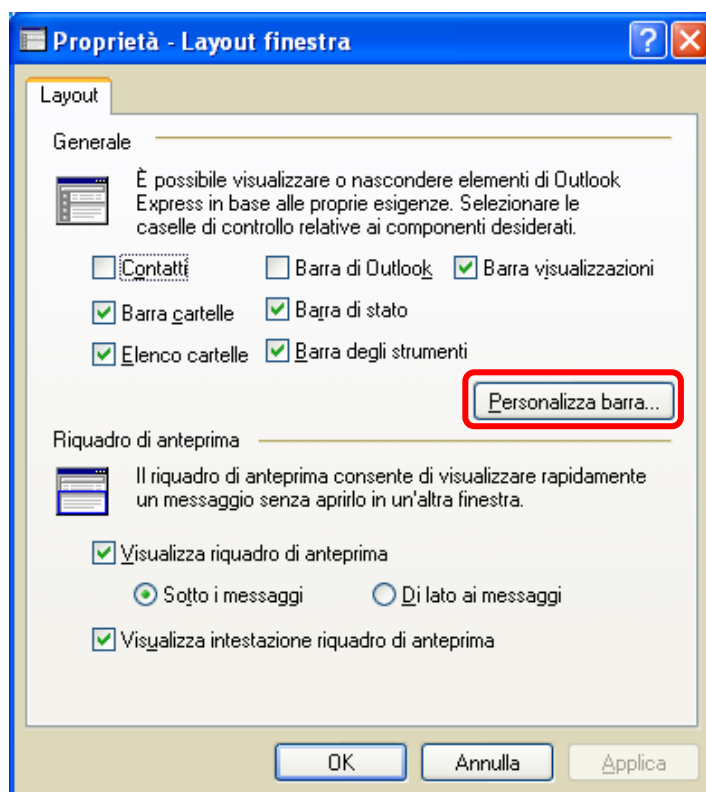 Proprietà - Layout finestra
Layout
Generale
È possibile visualizzare o nascondere elementi di Outlook
Express in base alle proprie esigenze. Selezionare le
caselle di controllo relative ai componenti desiderati.
Contatti Barra di Outlook Barra visualizzazioni
Barra cartelle Barra di stato
Elenco cartelle Barra degli strumenti
Personalizza barra...
Riquadro di anteprima
Il riquadro di anteprima consente di visualizzare rapidamente
un messaggio senza aprirlo in un'altra finestra.
Visualizza riquadro di anteprima
Sotto i messaggi Di lato ai messaggi
Visualizza intestazione riquadro di anteprima
OK Annulla Applica